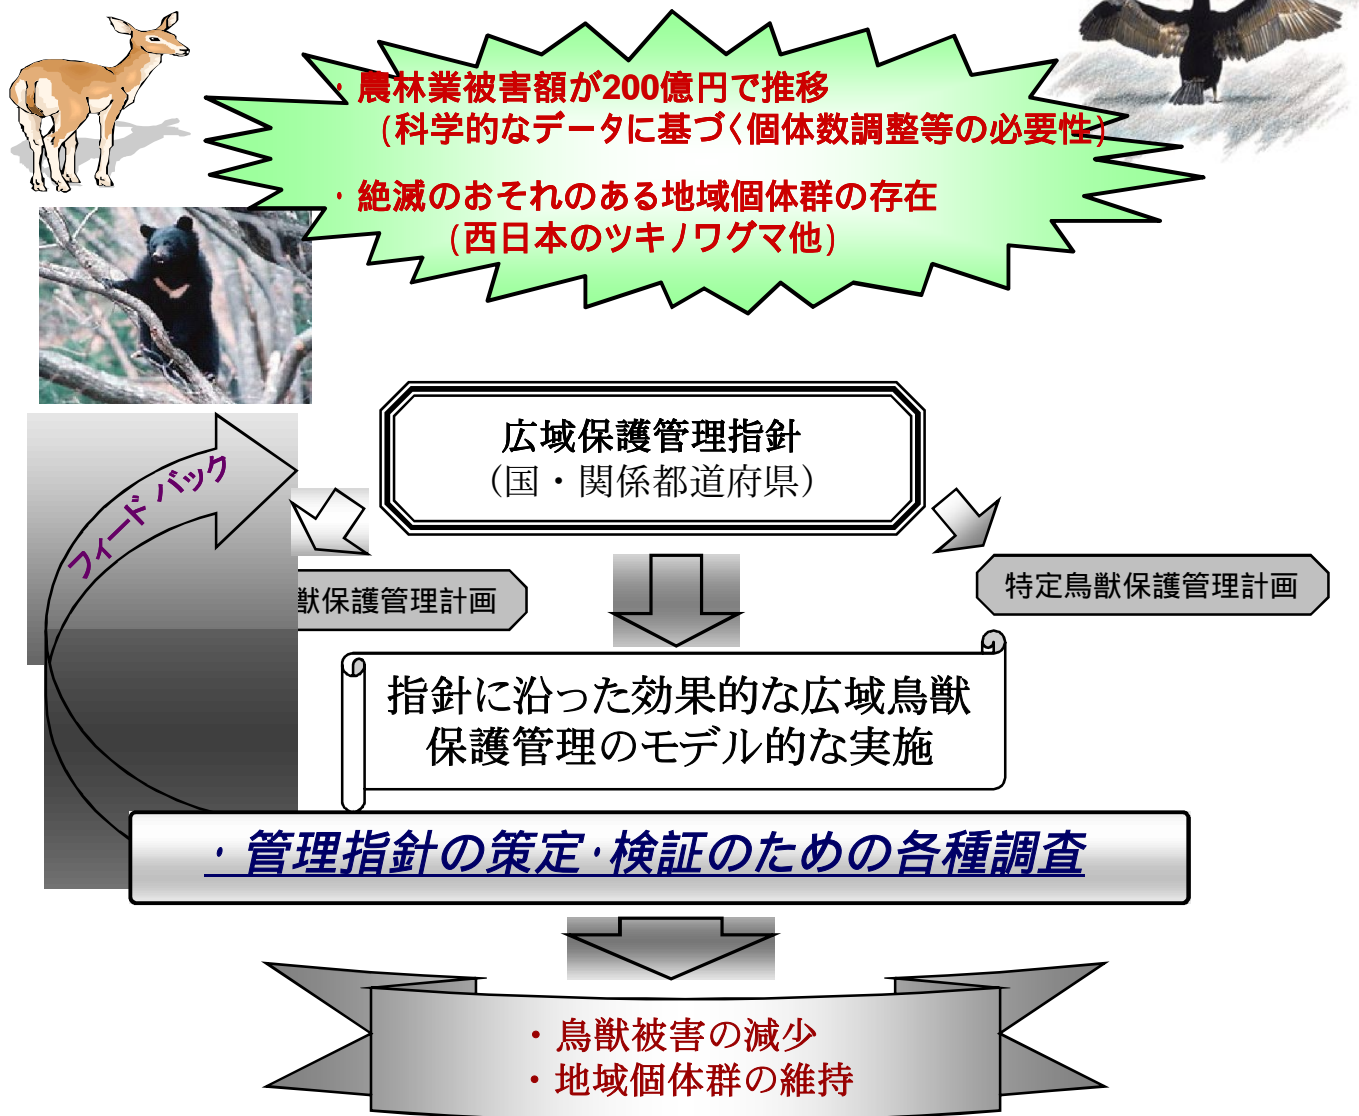 ・農林業被害額が200億円で推移
(科学的なデータに基づく個体数調整等の必要性)
・絶滅のおそれのある地域個体群の存在
(西日本のツキノワグマ他)
広域保護管理指針
(国・関係都道府県)
フィードバック
獣保護管理計画
特定鳥獣保護管理計画
指針に沿った効果的な広域鳥獣
保護管理のモデル的な実施
・管理指針の策定・検証のための各種調査
・鳥獣被害の減少
・地域個体群の維持